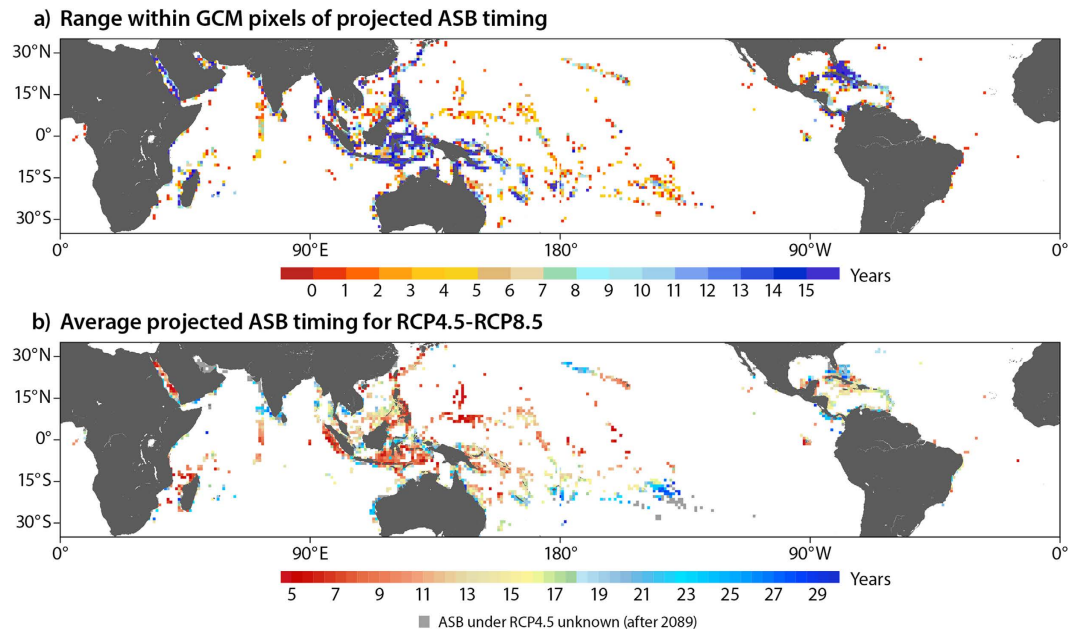 a) Range within GCM pixels of projected ASB timing
30°N
15°N
0°
15°S
30°S
0° 90°E 180° 90°W 0°
0 1 2 3 4 5 6 7 8 9 10 11 12 13 14 15 Years
b) Average projected ASB timing for RCP4.5-RCP8.5
30°N
15°N
0°
15°S
30°S
0° 90°E 180° 90°W 0°
5 7 9 11 13 15 17 19 21 23 25 27 29 Years
ASB under RCP4.5 unknown (after 2089)